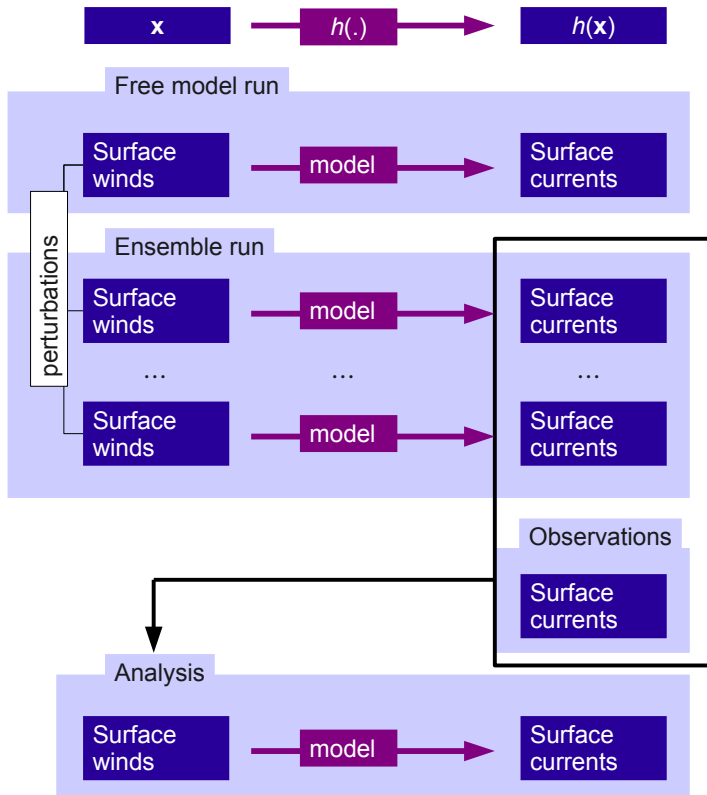 x
h(.)
h(x)
Free model run
Surface
winds
model
Surface
currents
perturbations
Ensemble run
Surface
winds
model
Surface
currents
...
...
...
Surface
winds
model
Surface
currents
Observations
Surface
currents
Analysis
Surface
winds
model
Surface
currents